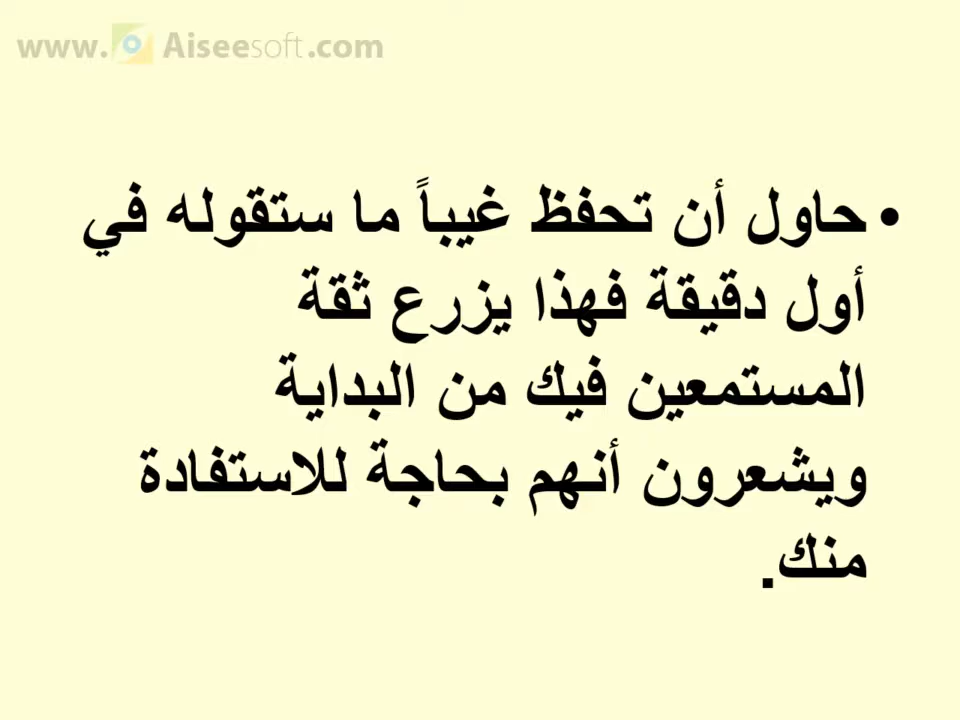 www.Aiseesoft.com
• حاول أن تحفظ غيباً ما ستقوله في
أول دقيقة فهذا يزرع ثقة
المستمعين فيك من البداية
ويشعرون أنهم بحاجة للاستفادة
منك.